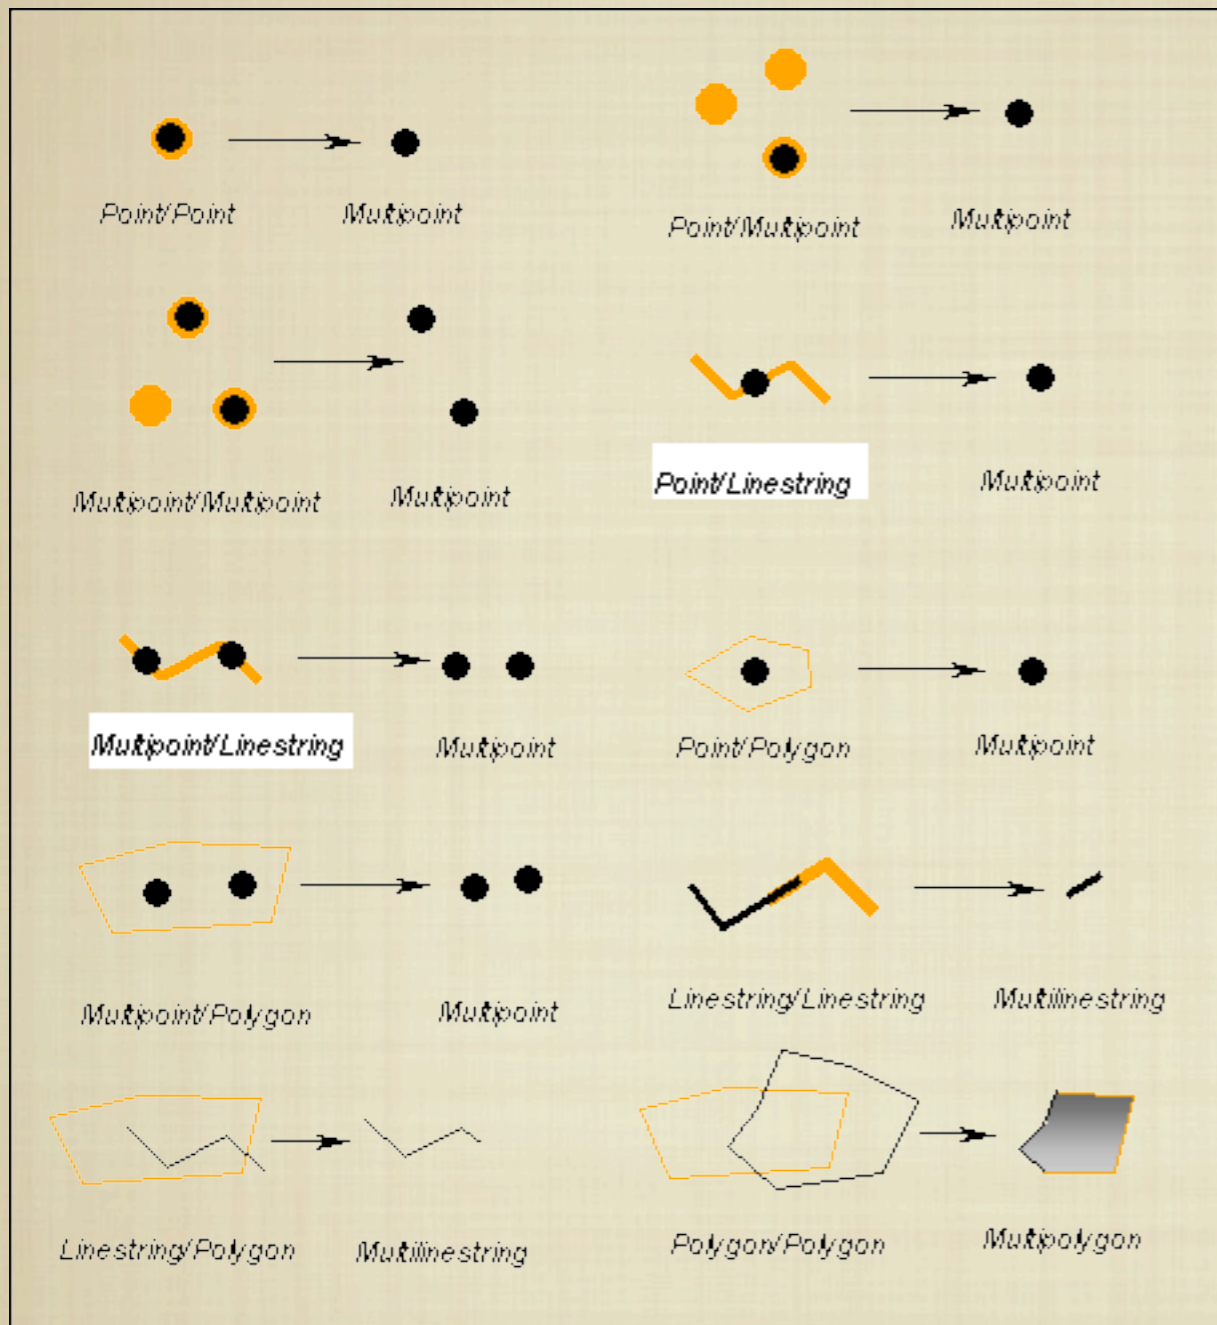 Point/Point
Multipoint
Point/Multipoint
Multipoint
Multipoint/Multipoint
Multipoint
Point/Linestring
Multipoint
Multipoint/Linestring
Multipoint
Point/Polygon
Multipoint
Multipoint/Polygon
Multipoint
Linestring/Linestring
Multilinestring
Linestring/Polygon
Multilinestring
Polygon/Polygon
Multipolygon